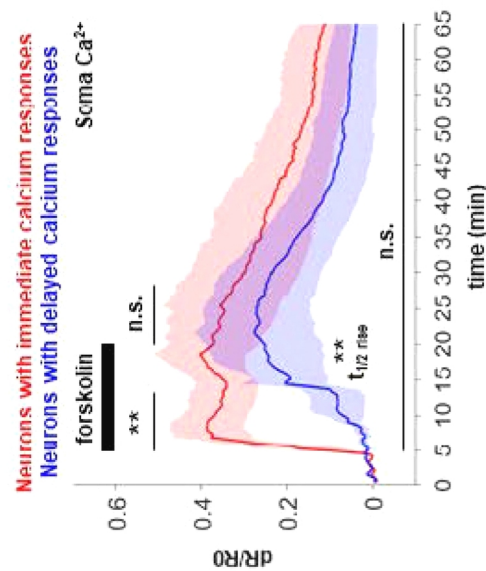 Neurons with immediate calcium responses
Neurons with delayed calcium responses
Soma Ca²⁺
forskolin
**
n.s.
dR/R0
0.6
0.4
0.2
0
**
t1/2 rise
n.s.
0 5 10 15 20 25 30 35 40 45 50 55 60 65
time (min)